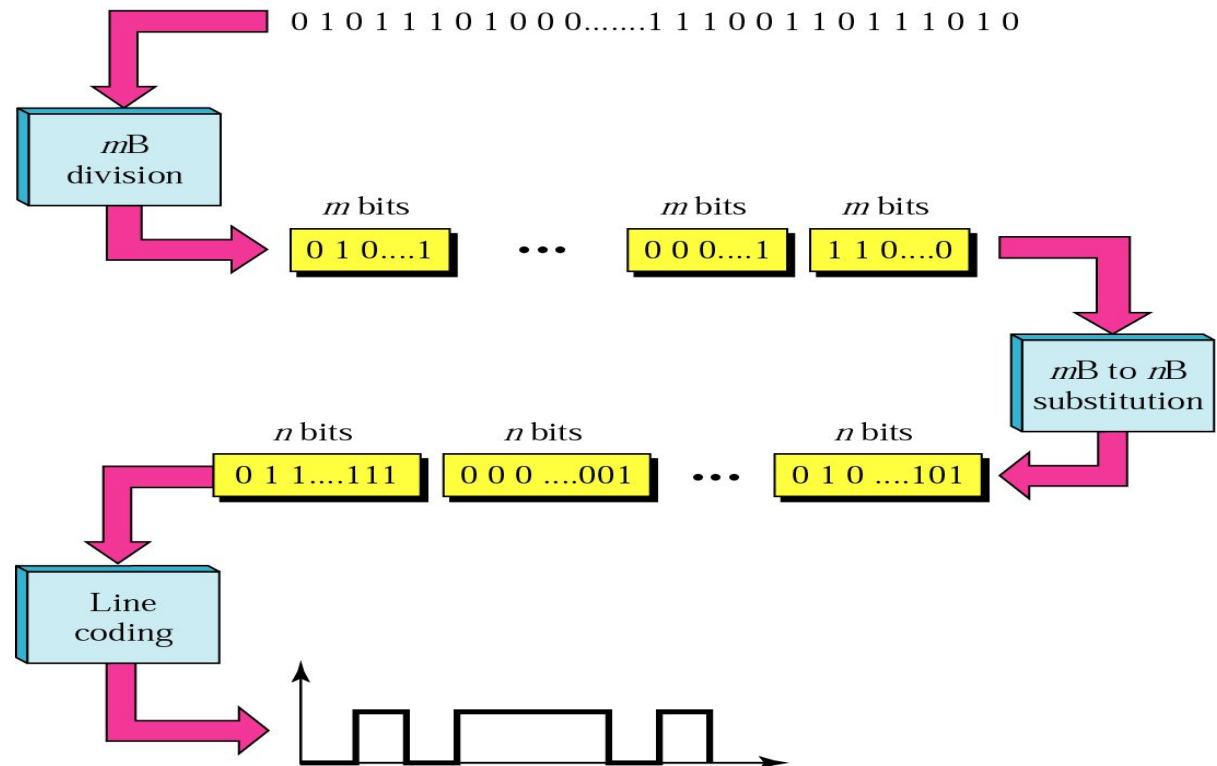 0 1 0 1 1 1 0 1 0 0 0.......1 1 1 0 0 1 1 0 1 1 1 0 1 0
mB
division
m bits
m bits
m bits
0 1 0....1
•••
0 0 0....1
1 1 0....0
mB to nB
substitution
n bits
n bits
n bits
0 1 1....111
0 0 0 ....001
•••
0 1 0 ....101
Line
coding